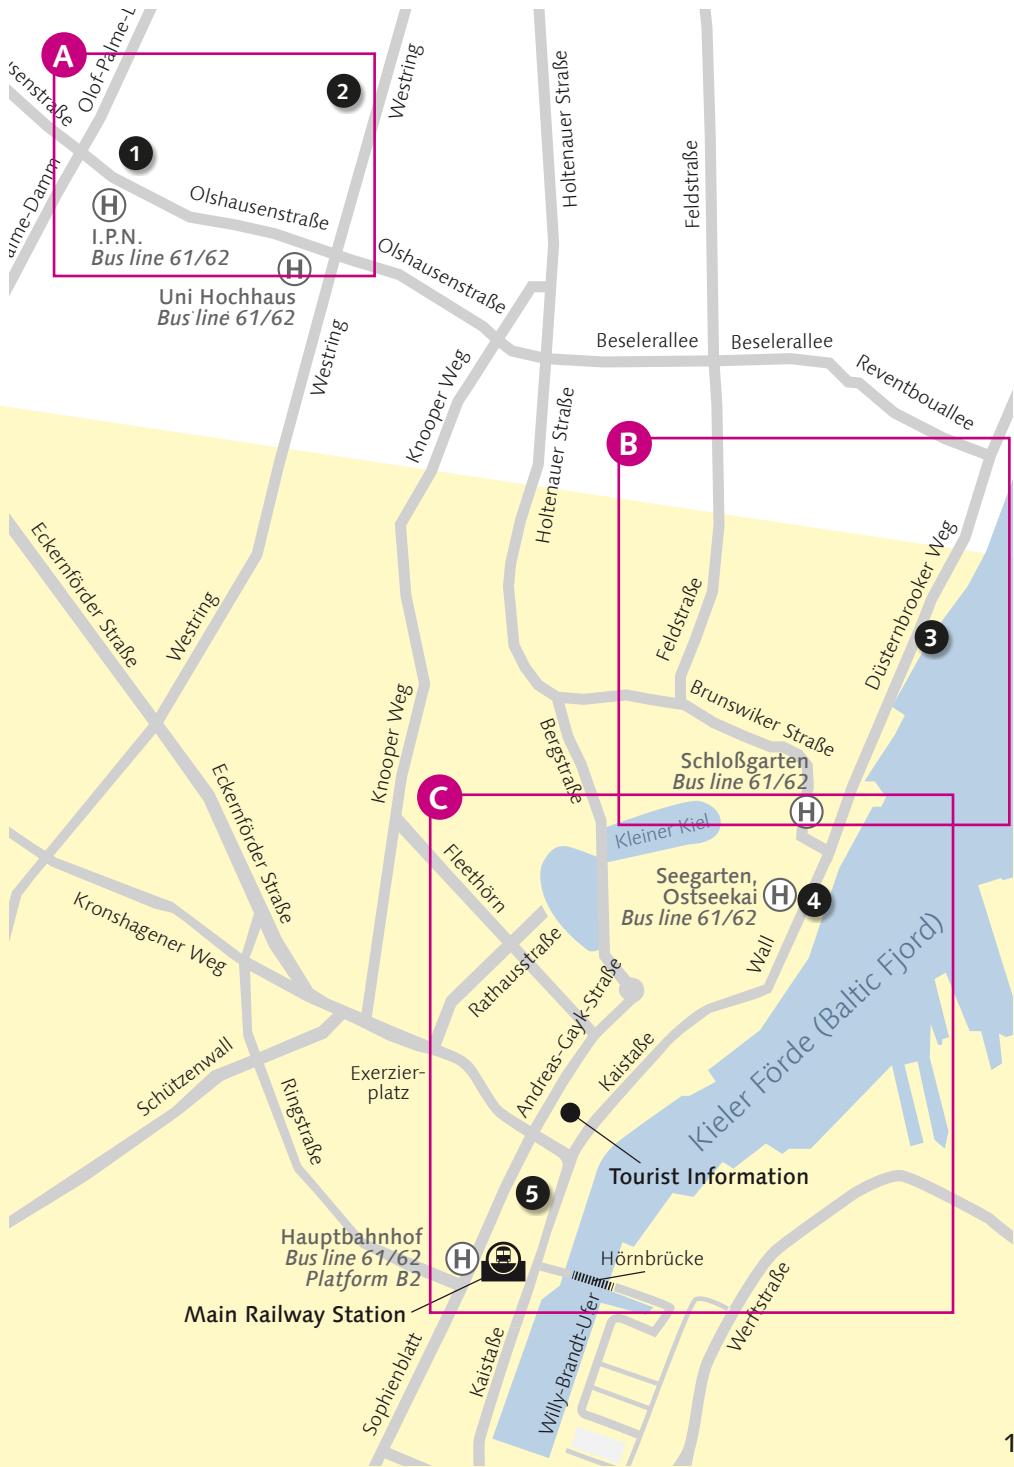 A
Olof-Palme-D
usenstraße
Westring
2
1
alme-Damm
Olshausenstraße
H
I.P.N.
Bus line 61/62
H
Uni Hochhaus
Bus line 61/62
Olshausenstraße
Holtenauer Straße
Feldstraße
Beselerallee
Beselerallee
Reventbouallee
Westring
Knooper Weg
Holtenauer Straße
B
Eckernförder Straße
Westring
Feldstraße
Düsternbrooker Weg
3
Brunswiker Straße
Knooper Weg
Bergstraße
Schloßgarten
Bus line 61/62
H
Eckernförder Straße
C
Kleiner Kiel
Fleethörn
Seegarten,
Ostseekai
Bus line 61/62
H
4
Kronshagener Weg
Rathausstraße
Wall
Kieler Förde (Baltic Fjord)
Andreas-Gayk-Straße
Kaistaße
Schützenwall
Exerzier-
platz
Ringstraße
Tourist Information
5
Hauptbahnhof
Bus line 61/62
Platform B2
H
Hörnbrücke
Main Railway Station
Werftstraße
Sophienblatt
Kaistaße
Willy-Brandt-Ufer
1